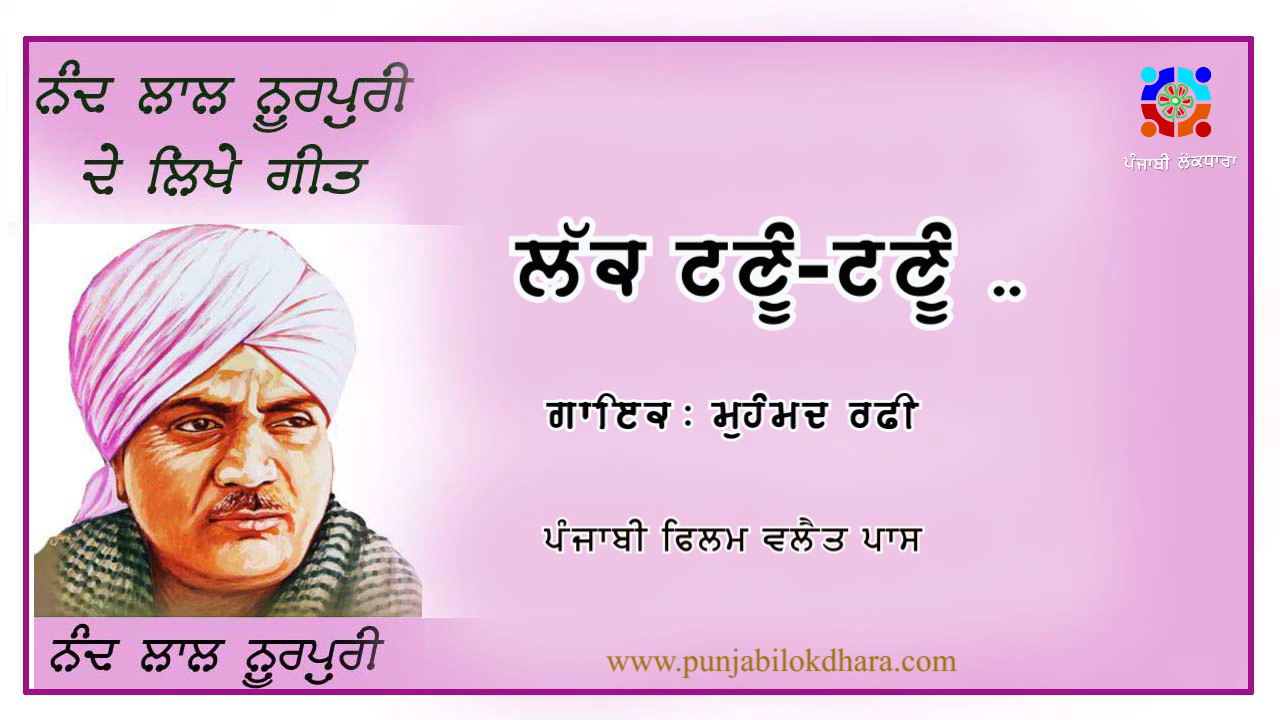 ਨੰਦ ਲਾਲ ਨੂਰਪੁਰੀ
ਦੇ ਲਿਖੇ ਗੀਤ
ਪੰਜਾਬੀ ਲੋਕਧਾਰਾ
ਲੱਕ ਟਣੂੰ-ਟਣੂੰ ..
ਗਾਇਕ : ਮੁਹੰਮਦ ਰਫੀ
ਪੰਜਾਬੀ ਫਿਲਮ ਵਲੈਤ ਪਾਸ
ਨੰਦ ਲਾਲ ਨੂਰਪੁਰੀ
www.punjabilokdhara.com